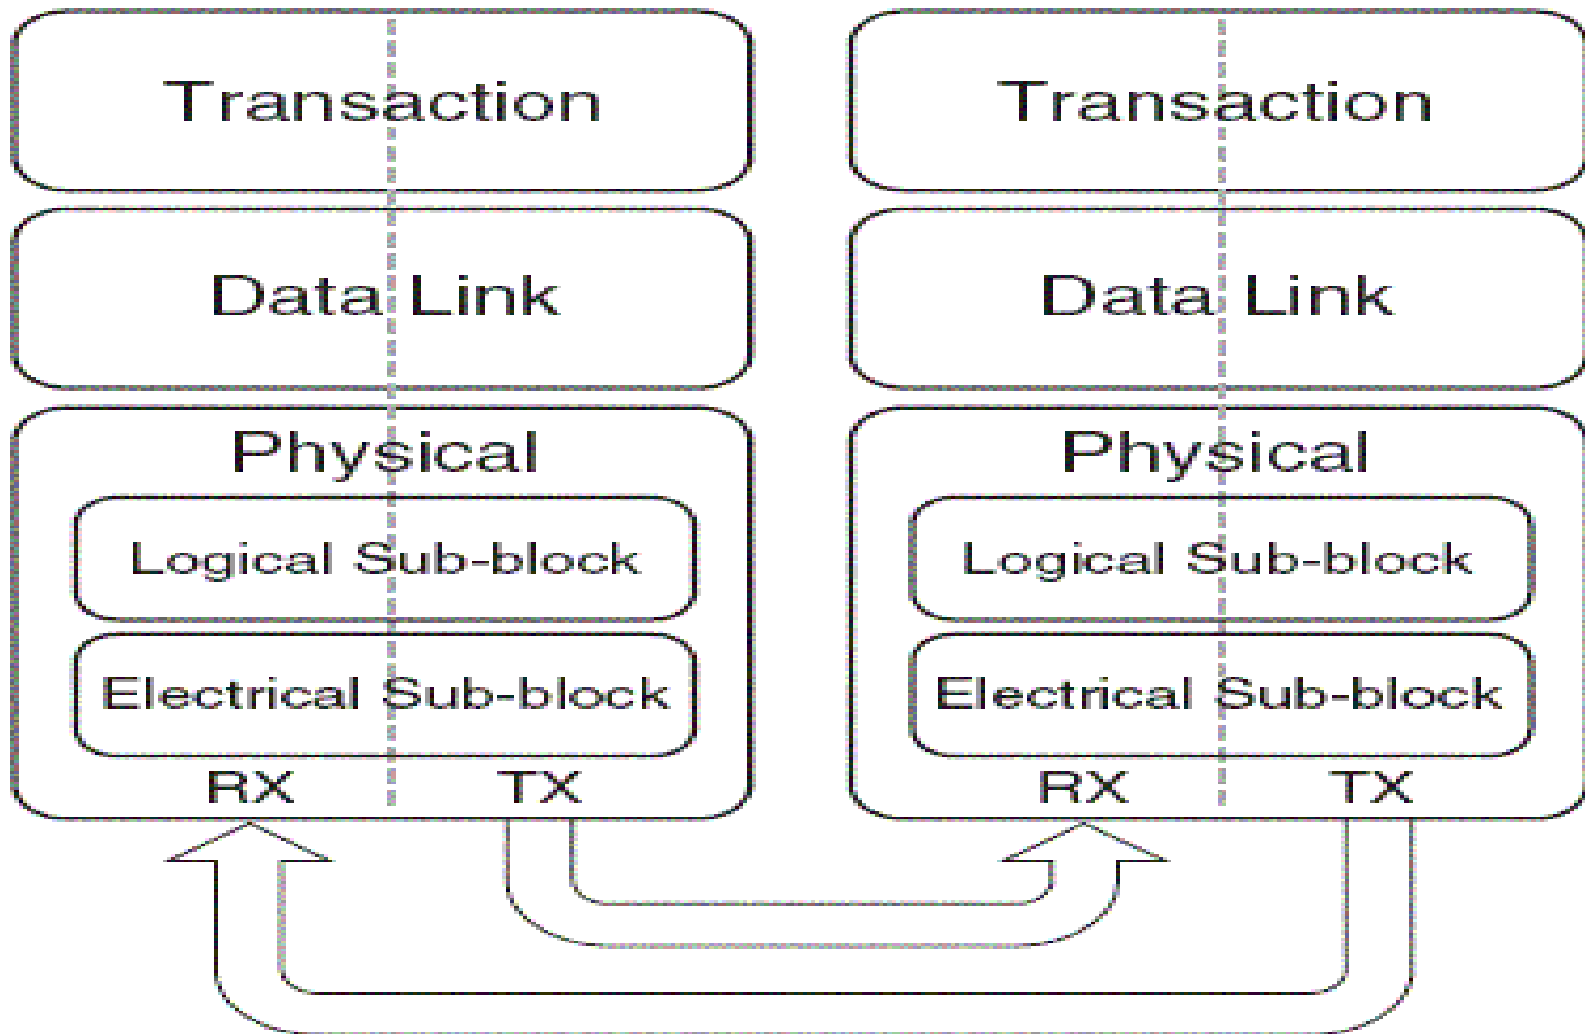 Transaction
Data Link
Physical
Logical Sub-block
Electrical Sub-block
RX TX
Transaction
Data Link
Physical
Logical Sub-block
Electrical Sub-block
RX TX